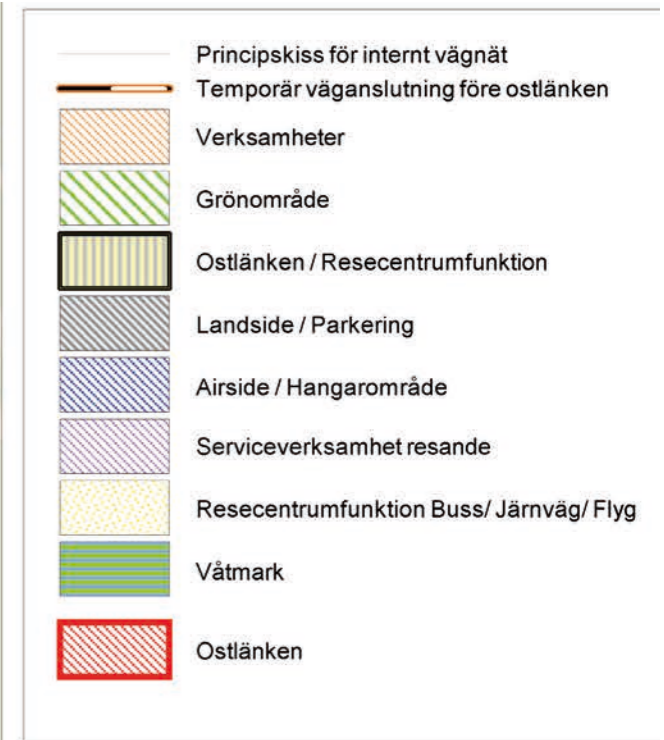 Principskiss för internt vägnät
Temporär väganslutning före ostlänken
Verksamheter
Grönområde
Ostlänken / Resecentrumfunktion
Landside / Parkering
Airside / Hangarområde
Serviceverksamhet resande
Resecentrumfunktion Buss/ Järnväg/ Flyg
Våtmark
Ostlänken